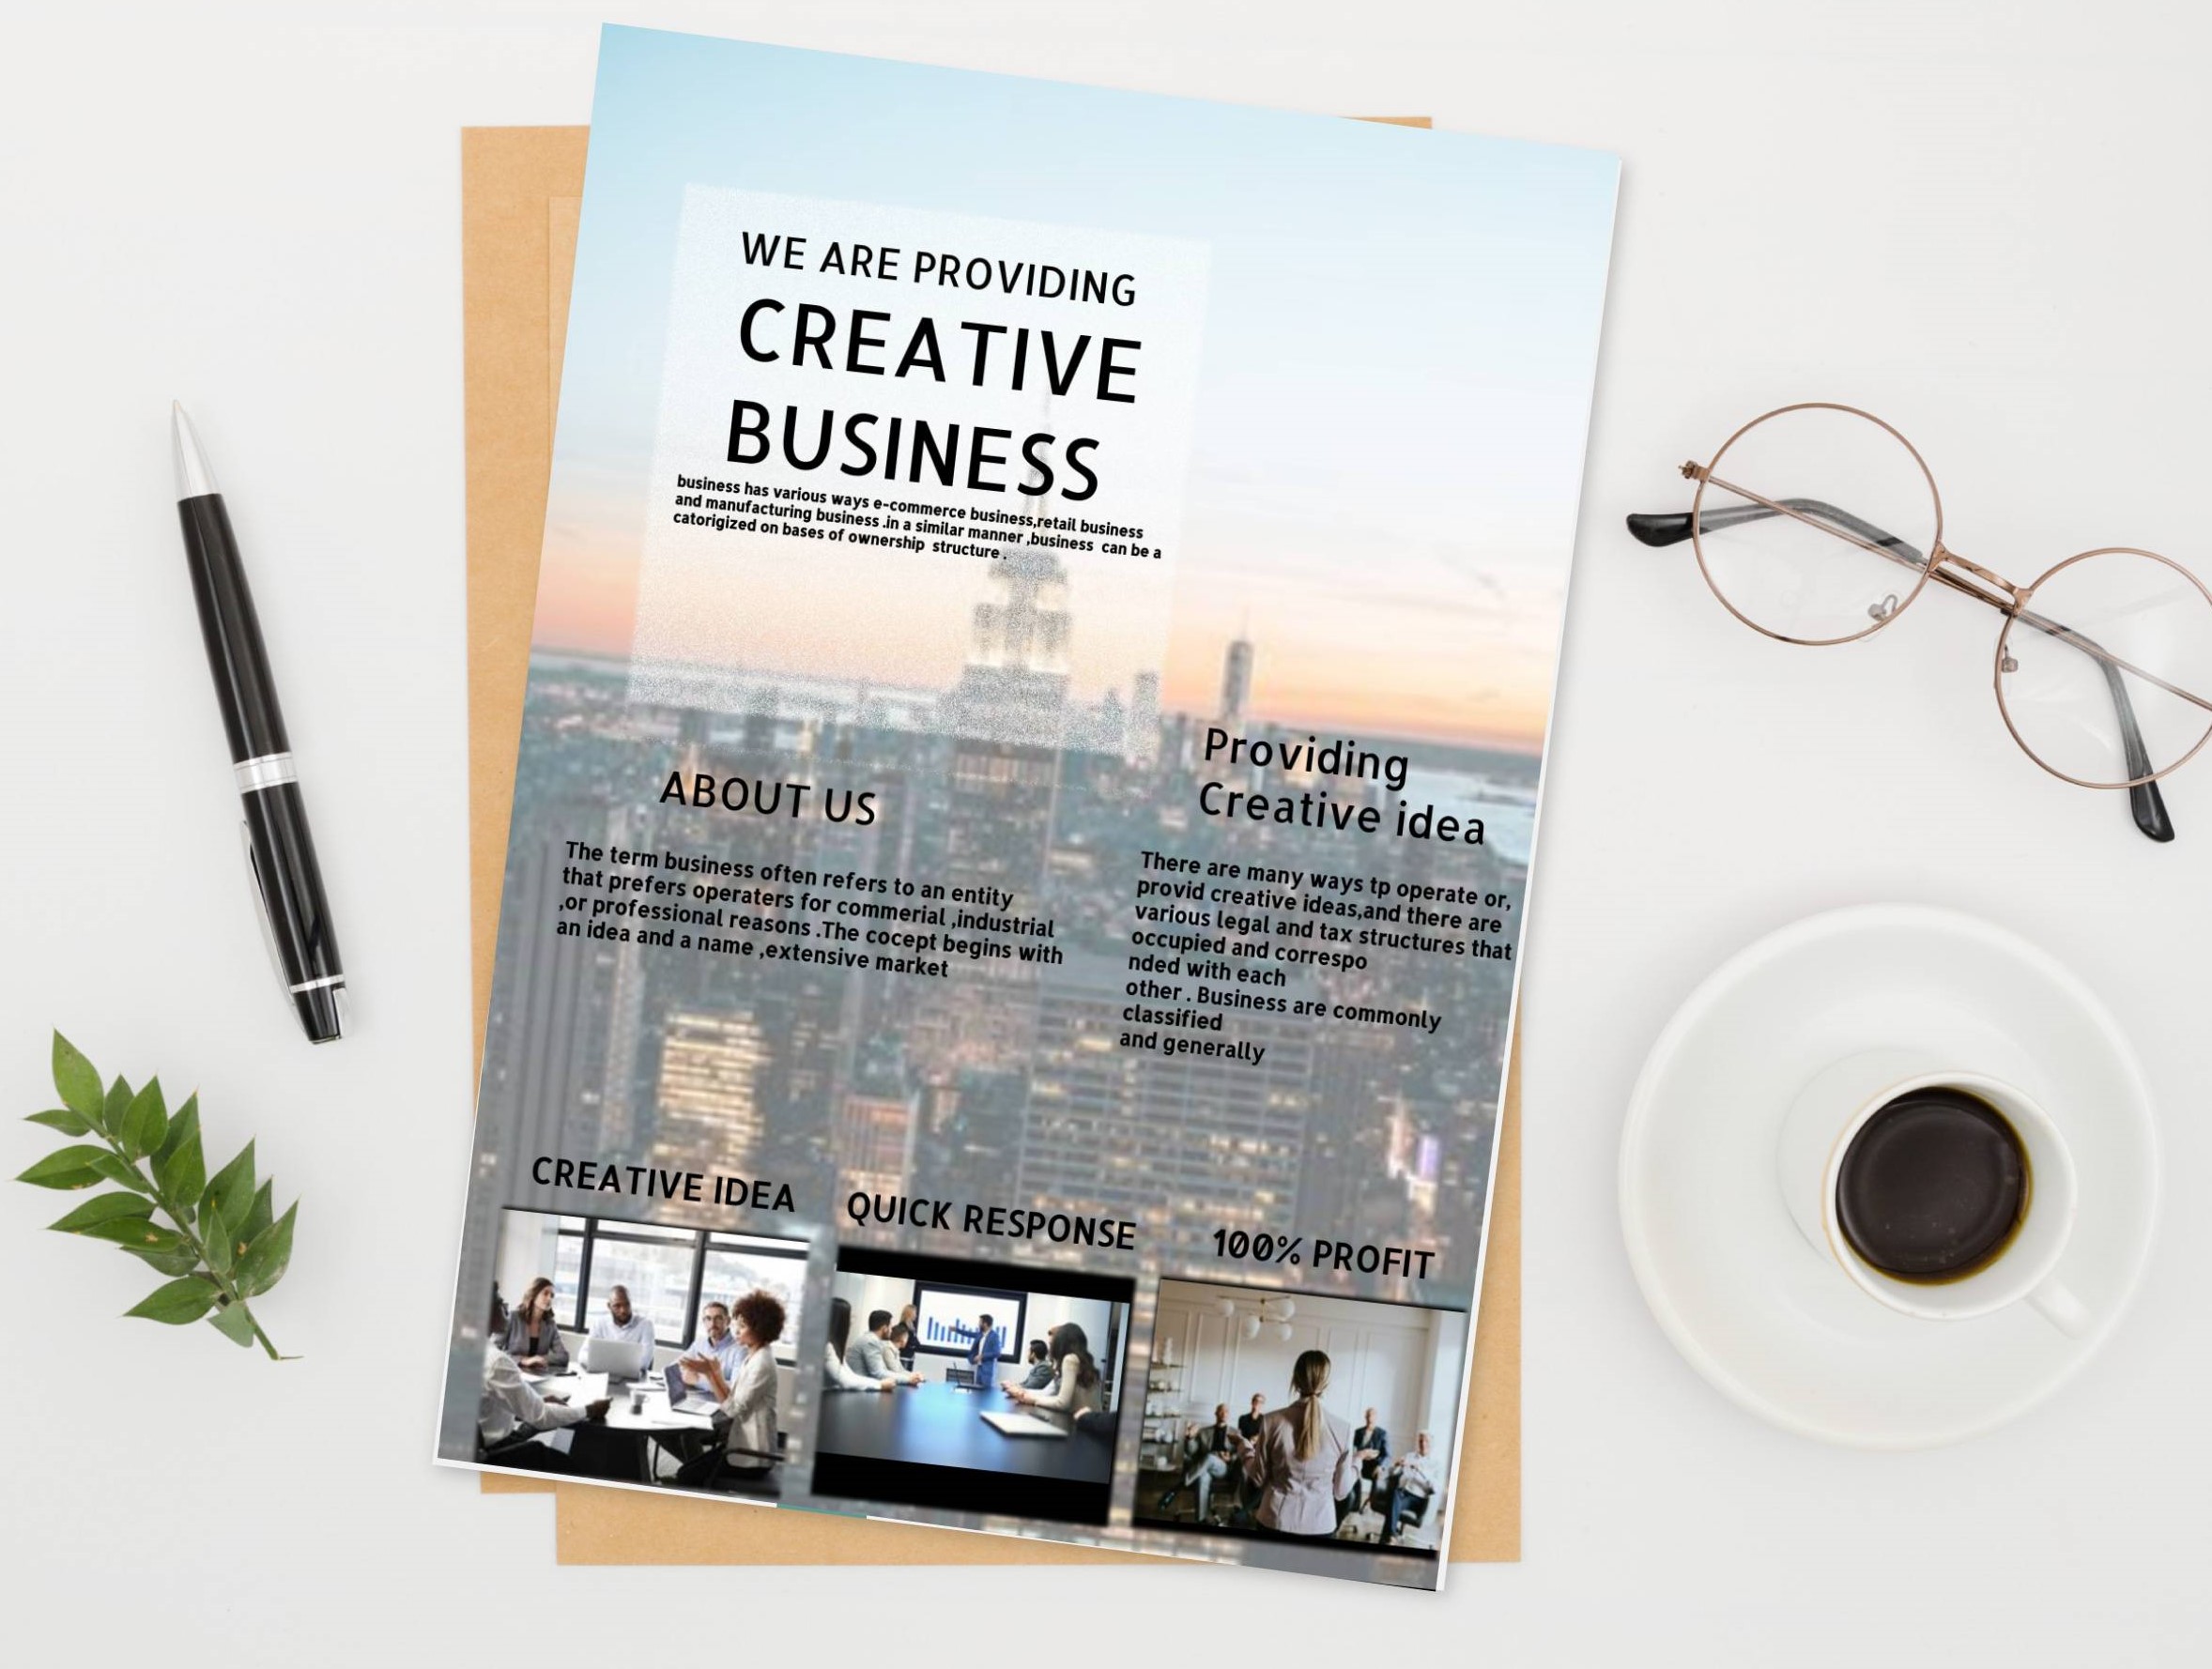 WE ARE PROVIDING
CREATIVE
BUSINESS
business has various ways e-commerce business,retail business
and manufacturing business .in a similar manner ,business can be a
catorigized on bases of ownership structure .
ABOUT US
The term business often refers to an entity
that prefers operaters for commerial ,industrial
,or professional reasons .The cocept begins with
an idea and a name ,extensive market
Providing
Creative idea
There are many ways tp operate or,
provid creative ideas,and there are
various legal and tax structures that
occupied and correspo
nded with each
other . Business are commonly
classified
and generally
CREATIVE IDEA
QUICK RESPONSE
100% PROFIT